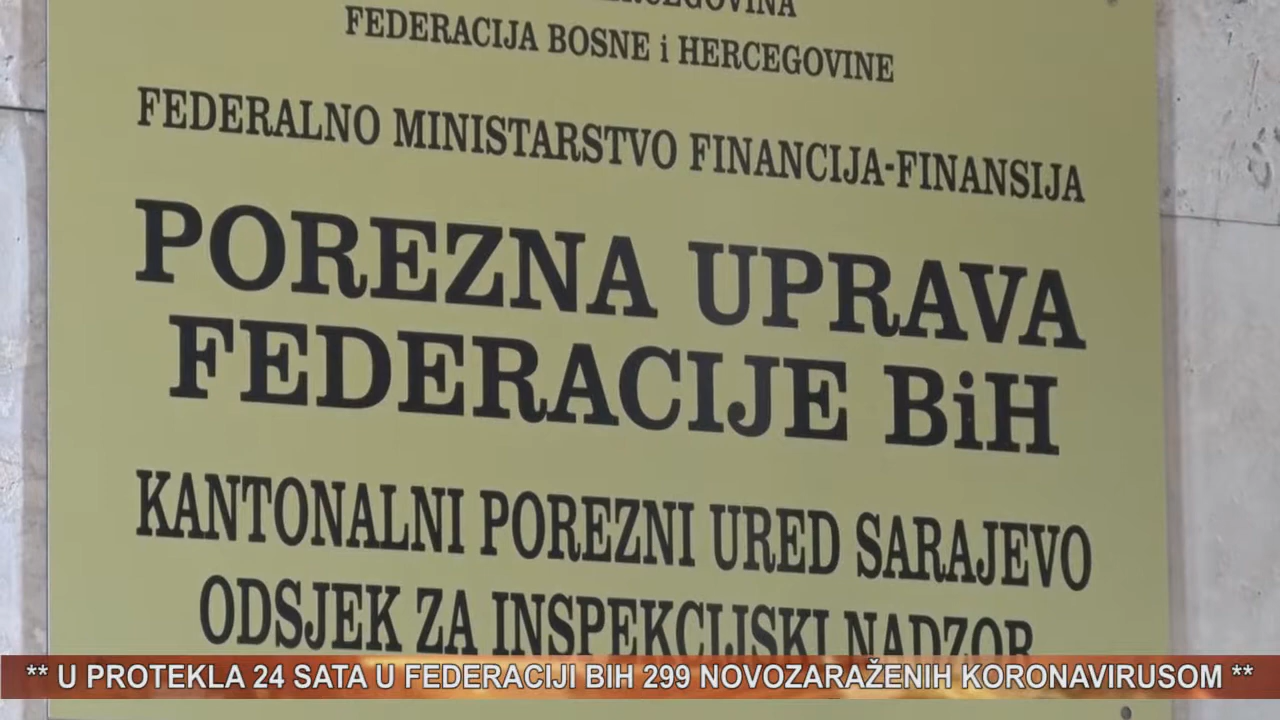 HERCEGOVINA
FEDERACIJA BOSNE i HERCEGOVINE
FEDERALNO MINISTARSTVO FINANCIJA-FINANSIJA
POREZNA UPRAVA
FEDERACIJE BiH
KANTONALNI POREZNI URED SARAJEVO
ODSJEK ZA INSPEKCIJSKI NADZOR
** U PROTEKLA 24 SATA U FEDERACIJI BIH 299 NOVOZARAŽENIH KORONAVIRUSOM **